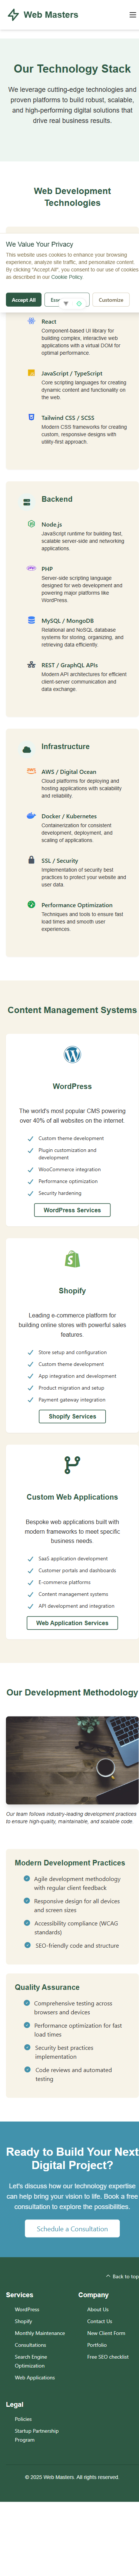 Web Masters
Our Technology Stack
We leverage cutting-edge technologies and
proven platforms to build robust, scalable,
and high-performing digital solutions that
drive real business results.
Web Development
Technologies
We Value Your Privacy
This website uses cookies to enhance your browsing
experience, analyze site traffic, and personalize content.
By clicking "Accept All", you consent to our use of cookies
as described in our Cookie Policy
Accept All
Customize
React
Component-based UI library for
building complex, interactive web
applications with a virtual DOM for
optimal performance.
JavaScript / TypeScript
Core scripting languages for creating
dynamic content and functionality on
the web.
Tailwind CSS / SCSS
Modern CSS frameworks for creating
custom, responsive designs with
utility-first approach.
Backend
Node.js
JavaScript runtime for building fast,
scalable server-side and networking
applications.
PHP
Server-side scripting language
designed for web development and
powering major platforms like
WordPress.
MySQL / MongoDB
Relational and NoSQL database
systems for storing, organizing, and
retrieving data efficiently.
REST / GraphQL APIs
Modern API architectures for efficient
client-server communication and
data exchange.
Infrastructure
AWS / Digital Ocean
Cloud platforms for deploying and
hosting applications with scalability
and reliability.
Docker / Kubernetes
Containerization for consistent
development, deployment, and
scaling of applications.
SSL / Security
Implementation of security best
practices to protect your website and
user data.
Performance Optimization
Techniques and tools to ensure fast
load times and smooth user
experiences.
Content Management Systems
WordPress
The world's most popular CMS powering
over 40% of all websites on the internet.
Custom theme development
Plugin customization and
development
WooCommerce integration
Performance optimization
Security hardening
WordPress Services
Shopify
Leading e-commerce platform for
building online stores with powerful sales
features.
Store setup and configuration
Custom theme development
App integration and development
Product migration and setup
Payment gateway integration
Shopify Services
Custom Web Applications
Bespoke web applications built with
modern frameworks to meet specific
business needs.
SaaS application development
Customer portals and dashboards
E-commerce platforms
Content management systems
API development and integration
Web Application Services
Our Development Methodology
Our team follows industry-leading development practices
to ensure high-quality, maintainable, and scalable code.
Modern Development Practices
Agile development methodology
with regular client feedback
Responsive design for all devices
and screen sizes
Accessibility compliance (WCAG
standards)
SEO-friendly code and structure
Quality Assurance
Comprehensive testing across
browsers and devices
Performance optimization for fast
load times
Security best practices
implementation
Code reviews and automated
testing
Ready to Build Your Next
Digital Project?
Let's discuss how our technology expertise
can help bring your vision to life. Book a free
consultation to explore the possibilities.
Schedule a Consultation
Back to top
Services
WordPress
Shopify
Monthly Maintenance
Consultations
Search Engine
Optimization
Web Applications
Company
About Us
Contact Us
New Client Form
Portfolio
Free SEO checklist
Legal
Policies
Startup Partnership
Program
© 2025 Web Masters. All rights reserved.